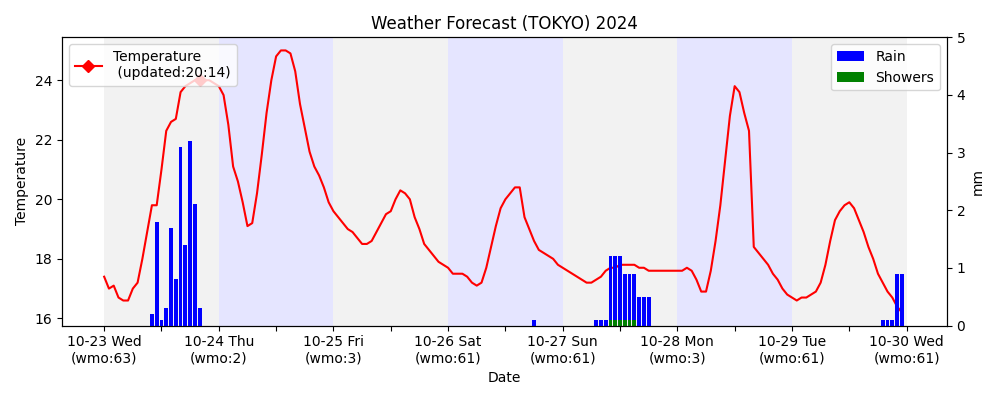 Weather Forecast (TOKYO) 2024
Temperature
(updated:20:14)
Rain
Showers
Temperature
24
22
20
18
16
5
4
3
2
1
0
mm
10-23 Wed
(wmo:63)
10-24 Thu
(wmo:2)
10-25 Fri
(wmo:3)
10-26 Sat
(wmo:61)
10-27 Sun
(wmo:61)
10-28 Mon
(wmo:3)
10-29 Tue
(wmo:61)
10-30 Wed
(wmo:61)
Date